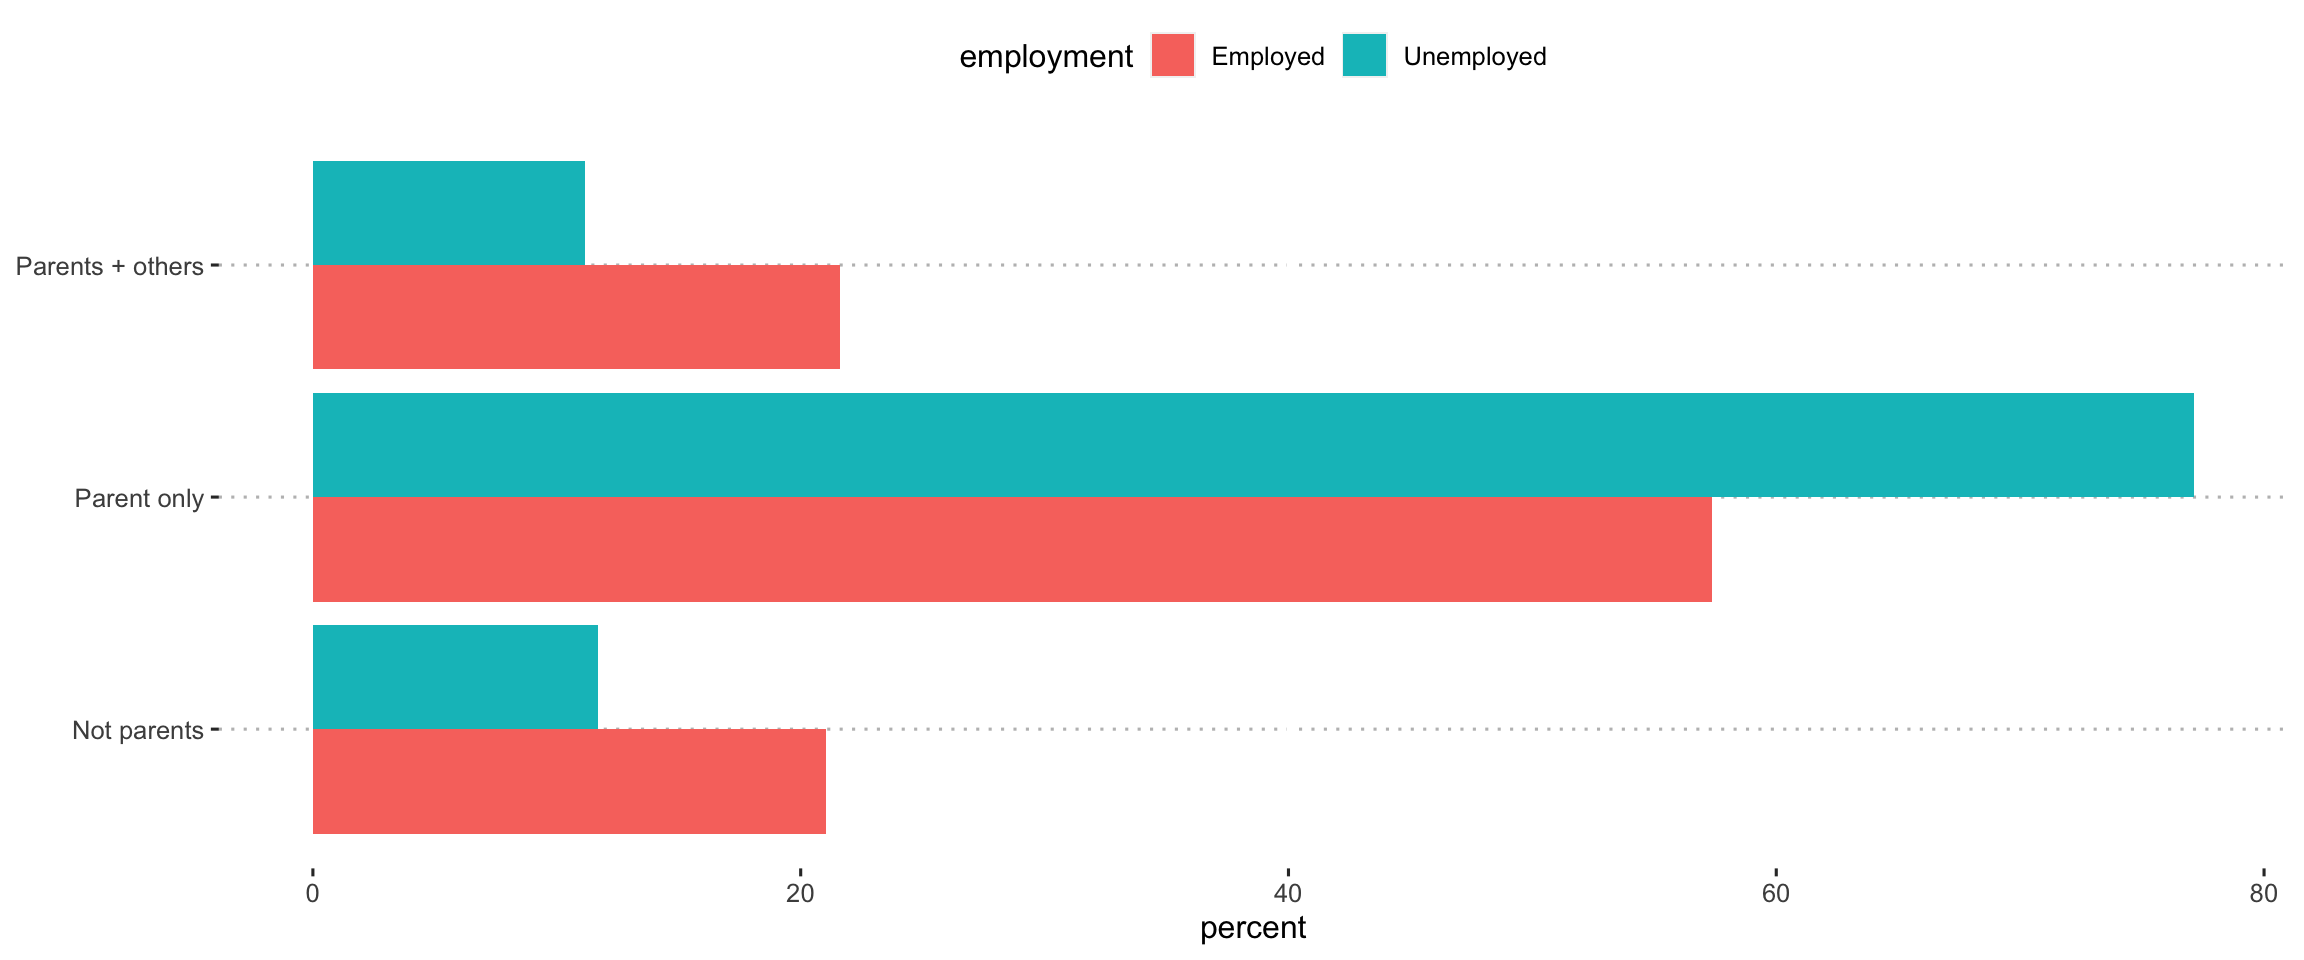 employment Employed Unemployed
Parents + others
Parent only
Not parents
0 20 40 60 80
percent